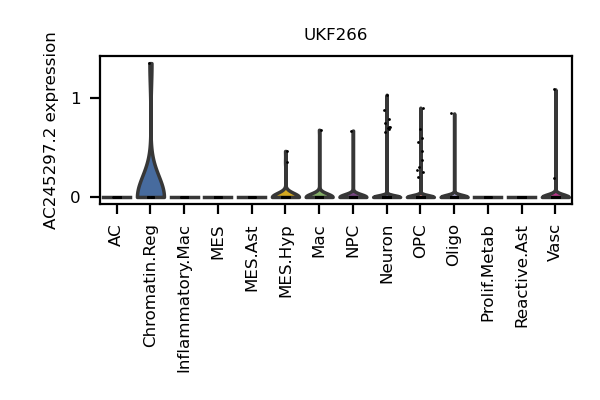 UKF266
AC245297.2 expression
1
0
AC
Chromatin.Reg
Inflammatory.Mac
MES
MES.Ast
MES.Hyp
Mac
NPC
Neuron
OPC
Oligo
Prolif.Metab
Reactive.Ast
Vasc